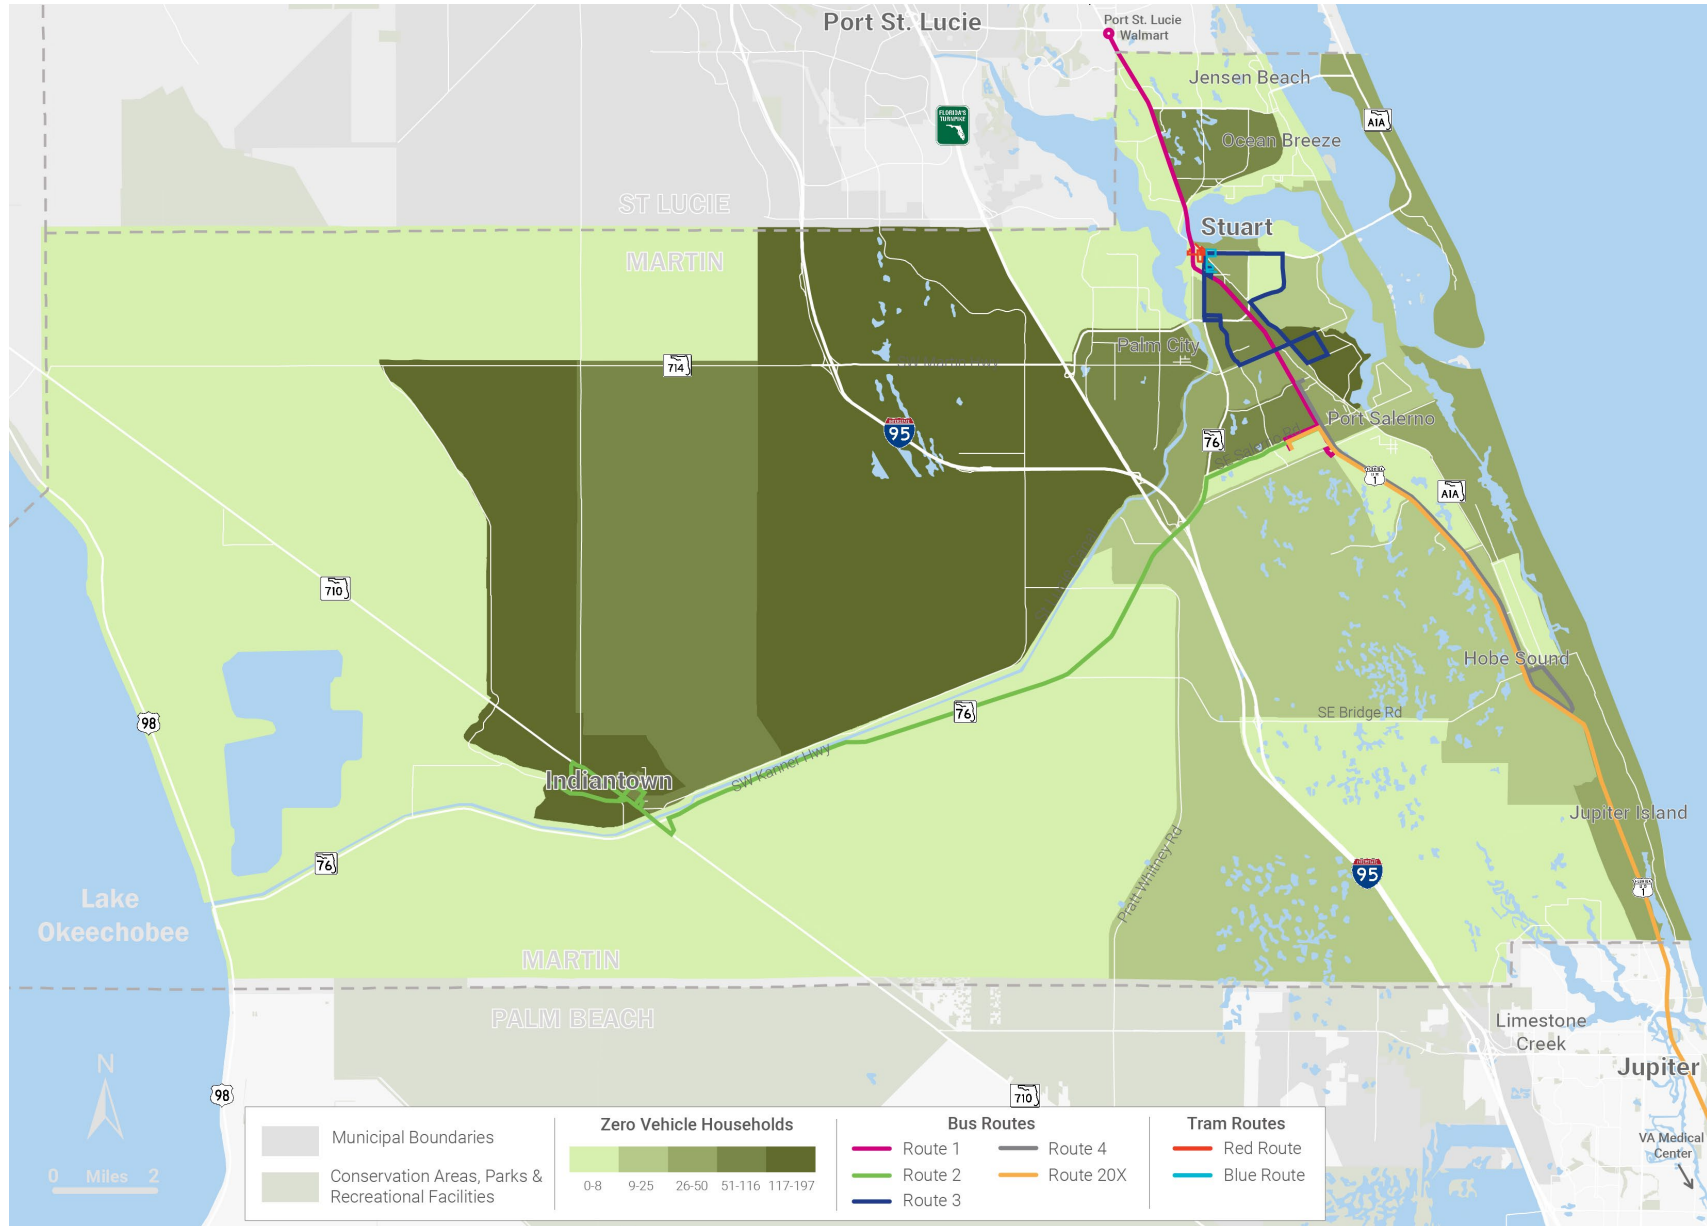 Port St. Lucie
Port St. Lucie
Walmart
Jensen Beach
FLORIDA'S
TURNPIKE
A1A
Ocean Breeze
ST LUCIE
Stuart
MARTIN
714
Palm City
95
76
SE Salerno Rd
Port Salerno
1
A1A
710
Hobe Sound
98
76
SE Bridge Rd
SW Kanner Hwy
Indiantown
Jupiter Island
76
Pratt Whitney Rd
95
1
Lake
Okeechobee
MARTIN
PALM BEACH
Limestone
Creek
Jupiter
N
98
710
VA Medical
Center
0 Miles 2
Municipal Boundaries
Conservation Areas, Parks &
Recreational Facilities
Zero Vehicle Households
0-8 9-25 26-50 51-116 117-197
Bus Routes
Route 1
Route 2
Route 3
Route 4
Route 20X
Tram Routes
Red Route
Blue Route